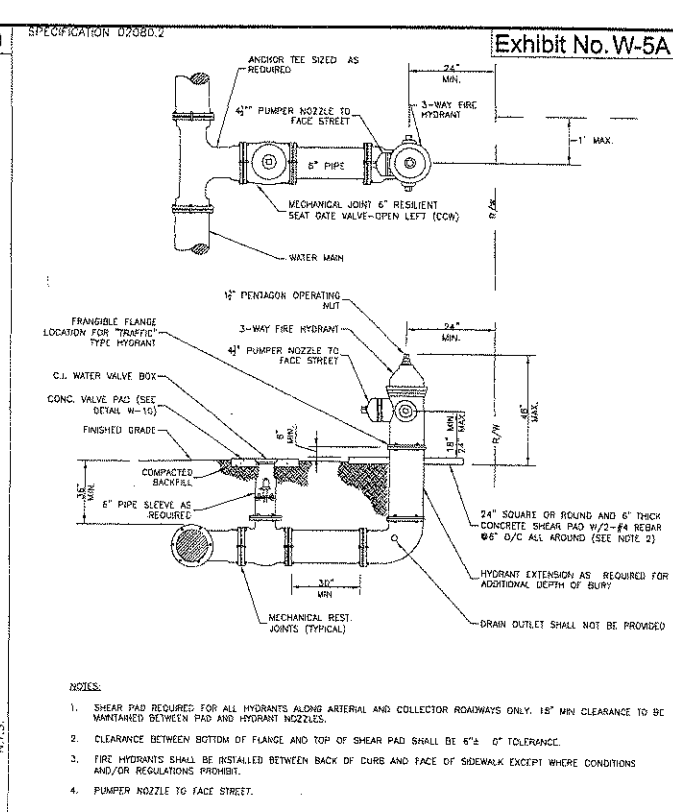 SPECIFICATION 02080.2
Exhibit No. W-5A
ANCHOR TEE SIZED AS
REQUIRED
24"
MIN.
4½" PUMPER NOZZLE TO
FACE STREET
3-WAY FIRE
HYDRANT
1' MAX.
6" PIPE
R/W
MECHANICAL JOINT 6" RESILIENT
SEAT GATE VALVE-OPEN LEFT (CCW)
WATER MAIN
1½" PENTAGON OPERATING
NUT
FRANGIBLE FLANGE
LOCATION FOR "TRAFFIC"
TYPE HYDRANT
3-WAY FIRE HYDRANT
24"
MIN.
4½" PUMPER NOZZLE TO
FACE STREET
C.I. WATER VALVE BOX
CONC. VALVE PAD (SEE
DETAIL W-10)
FINISHED GRADE
6"
MIN.
18" MIN
24" MAX.
48"
MAX.
R/W
36"
MIN.
COMPACTED
BACKFILL
6" PIPE SLEEVE AS
REQUIRED
24" SQUARE OR ROUND AND 6" THICK
CONCRETE SHEAR PAD W/2-#4 REBAR
@6" O/C ALL AROUND (SEE NOTE 2)
30"
MIN
HYDRANT EXTENSION AS REQUIRED FOR
ADDITIONAL DEPTH OF BURY
MECHANICAL REST.
JOINTS (TYPICAL)
DRAIN OUTLET SHALL NOT BE PROVIDED
NOTES:
1. SHEAR PAD REQUIRED FOR ALL HYDRANTS ALONG ARTERIAL AND COLLECTOR ROADWAYS ONLY. 18" MIN CLEARANCE TO BE
MAINTAINED BETWEEN PAD AND HYDRANT NOZZLES.
2. CLEARANCE BETWEEN BOTTOM OF FLANGE AND TOP OF SHEAR PAD SHALL BE 6"± 0" TOLERANCE.
3. FIRE HYDRANTS SHALL BE INSTALLED BETWEEN BACK OF CURB AND FACE OF SIDEWALK EXCEPT WHERE CONDITIONS
AND/OR REGULATIONS PROHIBIT.
4. PUMPER NOZZLE TO FACE STREET.
N.T.S.